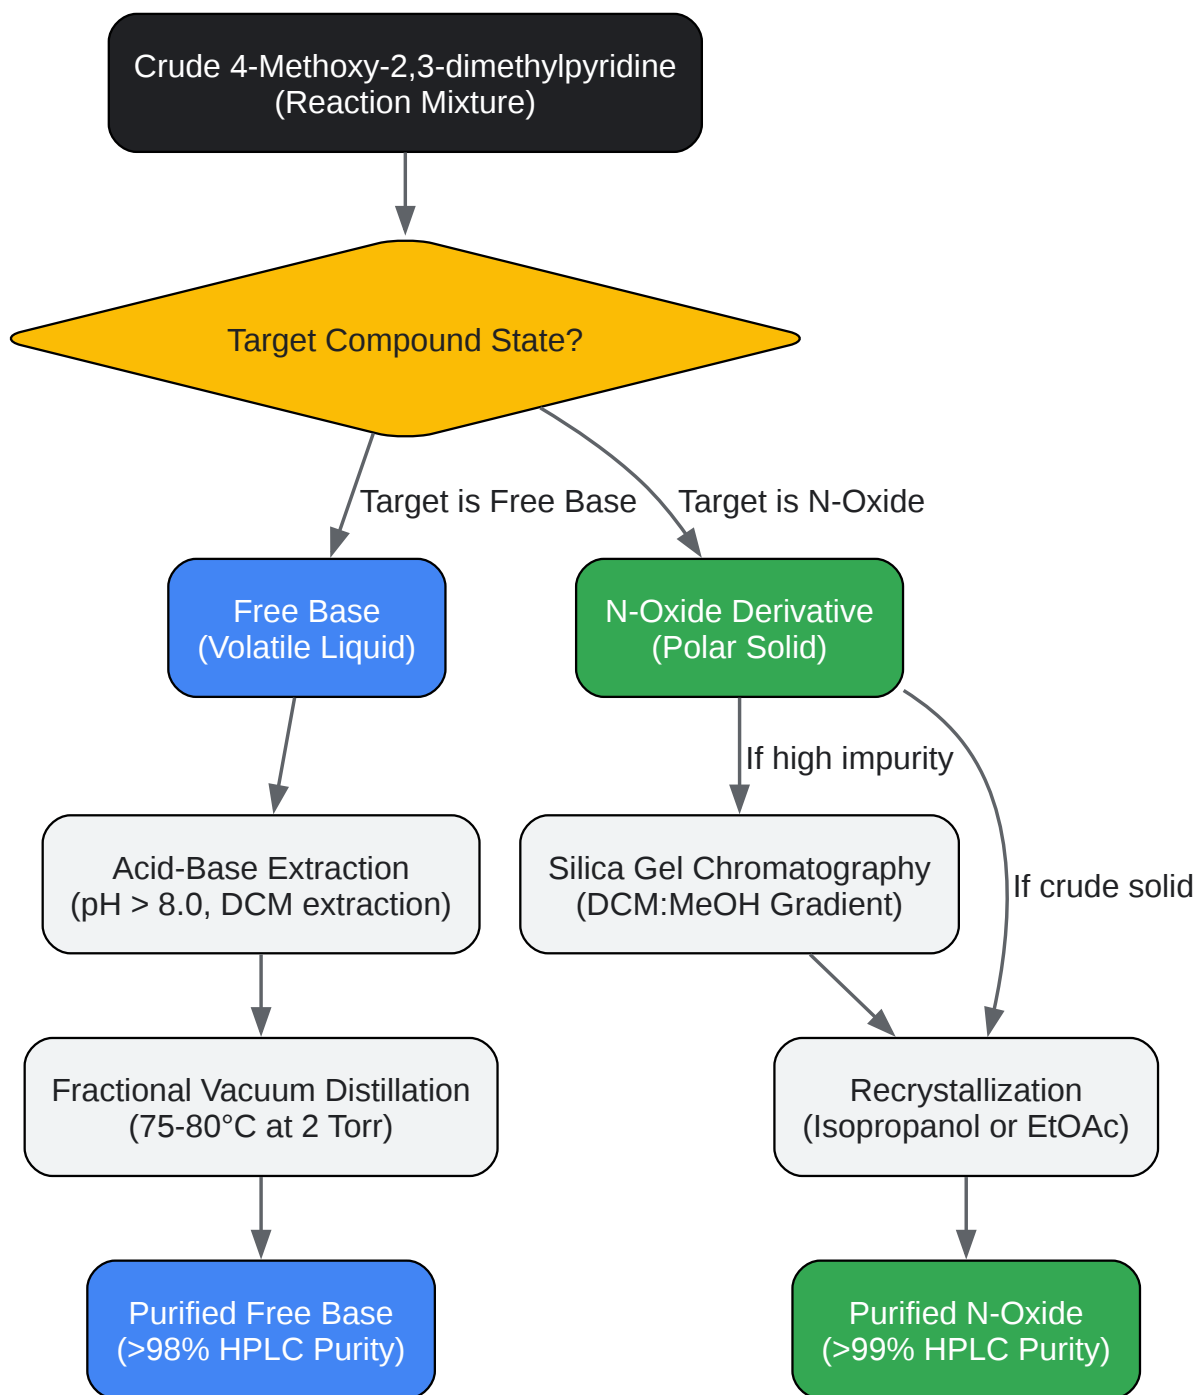 Crude 4-Methoxy-2,3-dimethylpyridine
(Reaction Mixture)
Target Compound State?
Target is Free Base
Target is N-Oxide
Free Base
(Volatile Liquid)
N-Oxide Derivative
(Polar Solid)
If high impurity
Acid-Base Extraction
(pH > 8.0, DCM extraction)
Silica Gel Chromatography
(DCM:MeOH Gradient)
If crude solid
Fractional Vacuum Distillation
(75-80°C at 2 Torr)
Recrystallization
(Isopropanol or EtOAc)
Purified Free Base
(>98% HPLC Purity)
Purified N-Oxide
(>99% HPLC Purity)